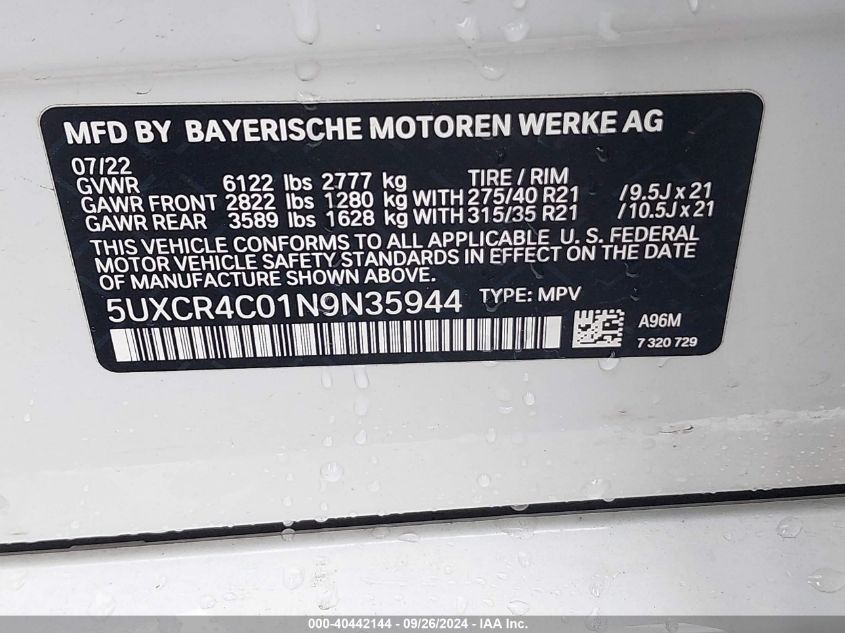 MFD BY BAYERISCHE MOTOREN WERKE AG
07/22
GVWR 6122 lbs 2777 kg TIRE / RIM
GAWR FRONT 2822 lbs 1280 kg WITH 275/40 R21 /9.5J x 21
GAWR REAR 3589 lbs 1628 kg WITH 315/35 R21 /10.5J x 21
THIS VEHICLE CONFORMS TO ALL APPLICABLE U. S. FEDERAL
MOTOR VEHICLE SAFETY STANDARDS IN EFFECT ON THE DATE
OF MANUFACTURE SHOWN ABOVE.
5UXCR4C01N9N35944 TYPE: MPV
A96M
7 320 729
000-40442144 - 09/26/2024 - IAA Inc.